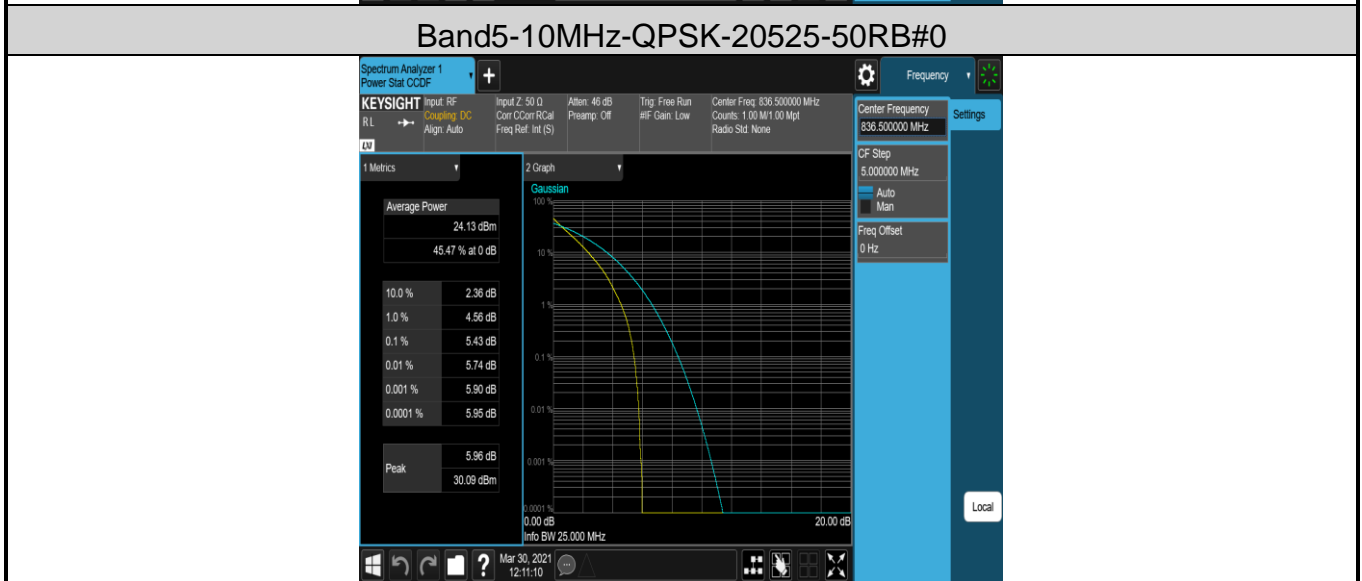 Band5-10MHz-QPSK-20525-50RB#0
Spectrum Analyzer 1
Power Stat CCDF
+
Frequency
KEYSIGHT
RL
LXI
Input: RF
Coupling: DC
Align: Auto
Input Z: 50 Ω
Corr CCorr RCal
Freq Ref: Int (S)
Atten: 46 dB
Preamp: Off
Trig: Free Run
#IF Gain: Low
Center Freq: 836.500000 MHz
Counts: 1.00 M/1.00 Mpt
Radio Std: None
Center Frequency
836.500000 MHz
Settings
CF Step
5.000000 MHz
Auto
Man
Freq Offset
0 Hz
1 Metrics
Average Power
24.13 dBm
45.47 % at 0 dB
10.0 % 2.36 dB
1.0 % 4.56 dB
0.1 % 5.43 dB
0.01 % 5.74 dB
0.001 % 5.90 dB
0.0001 % 5.95 dB
Peak
5.96 dB
30.09 dBm
2 Graph
Gaussian
100 %
10 %
1 %
0.1 %
0.01 %
0.001 %
0.0001 %
0.00 dB 20.00 dB
Info BW 25.000 MHz
Local
?
Mar 30, 2021
12:11:10